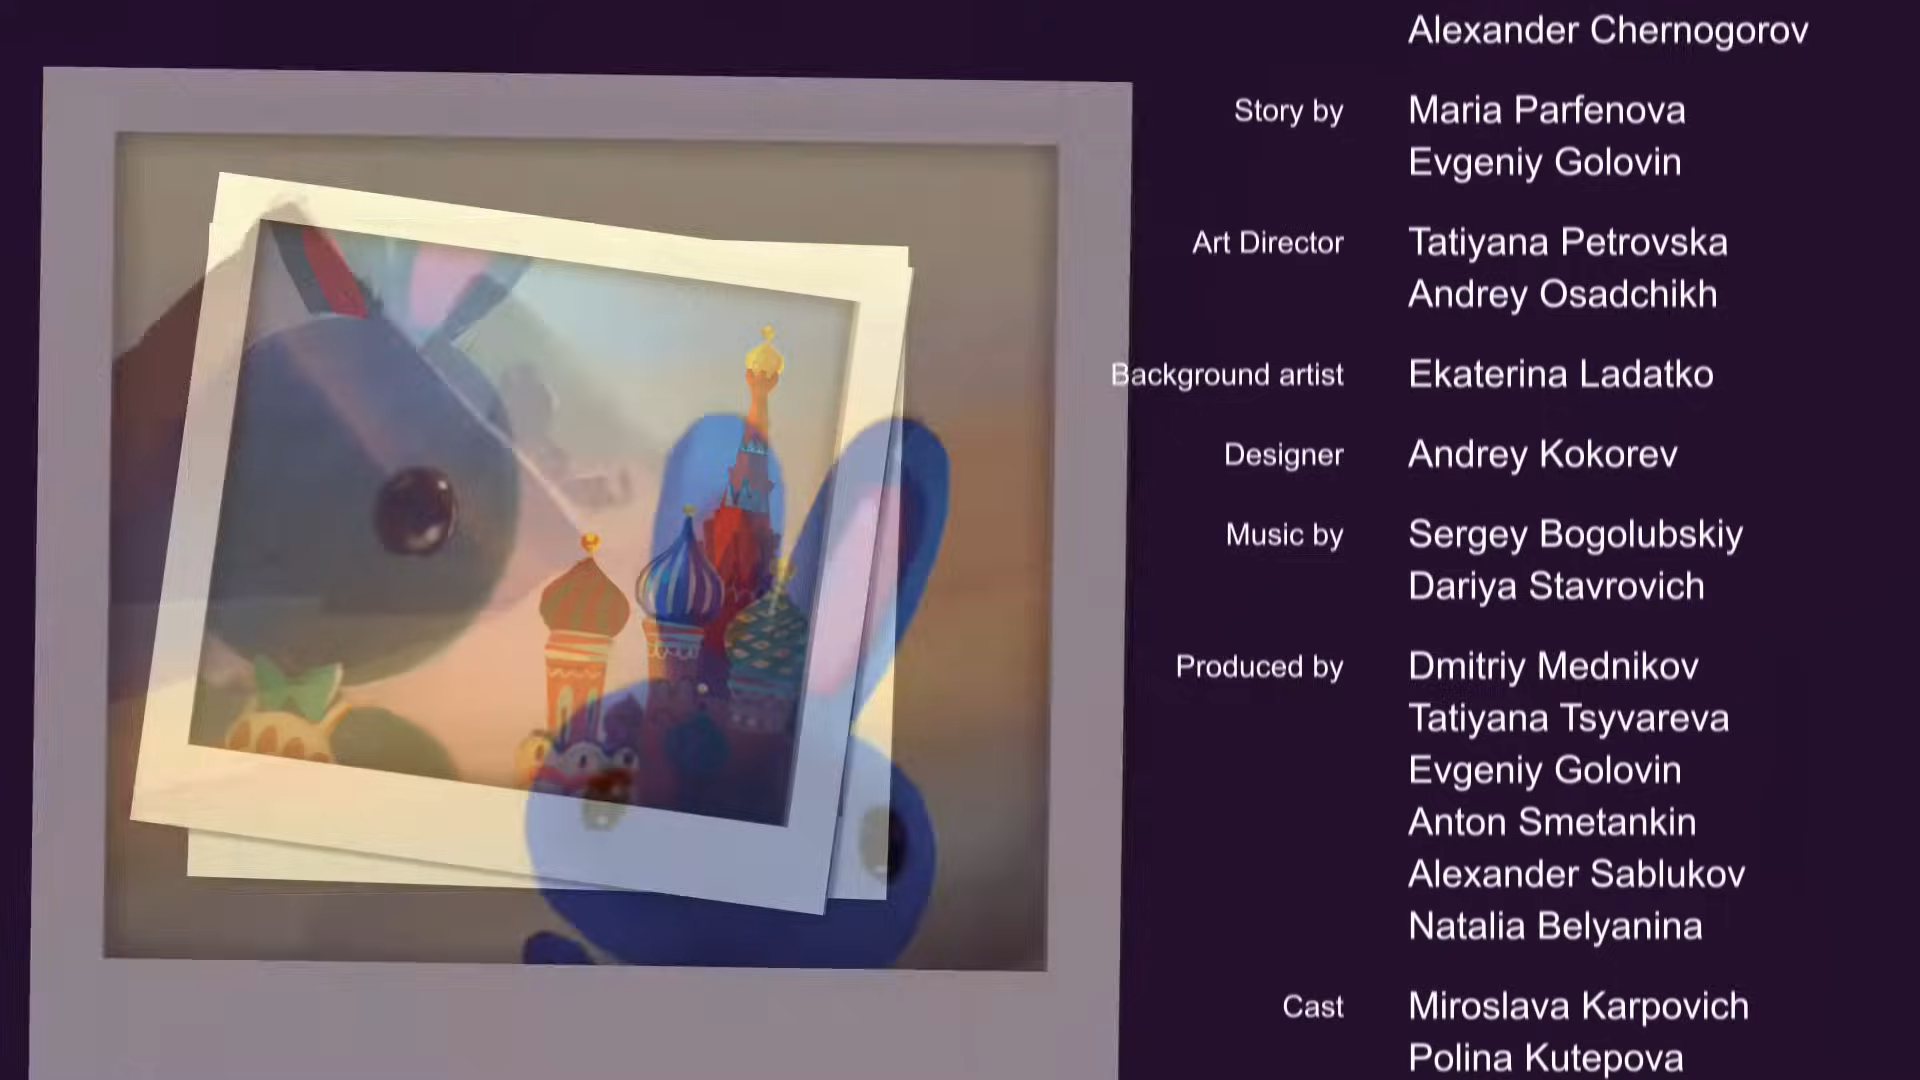 Alexander Chernogorov
Story by Maria Parfenova
Evgeniy Golovin
Art Director Tatiyana Petrovska
Andrey Osadchikh
Background artist Ekaterina Ladatko
Designer Andrey Kokorev
Music by Sergey Bogolubskiy
Dariya Stavrovich
Produced by Dmitriy Mednikov
Tatiyana Tsyvareva
Evgeniy Golovin
Anton Smetankin
Alexander Sablukov
Natalia Belyanina
Cast Miroslava Karpovich
Polina Kutepova